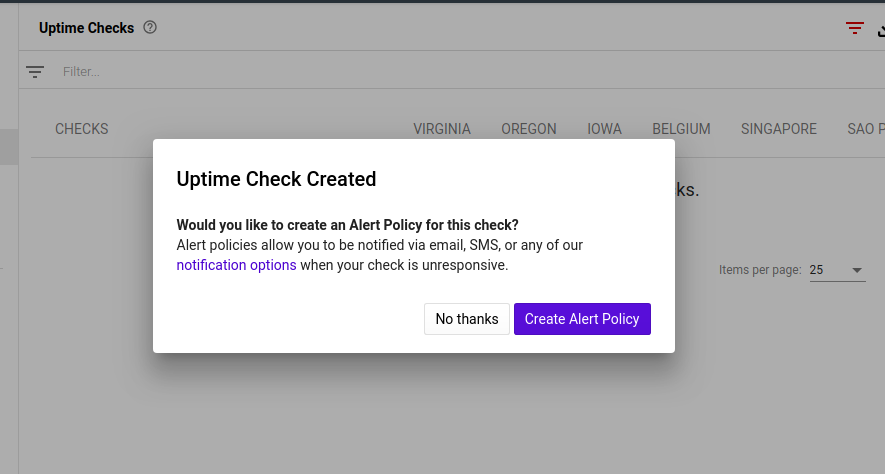 Uptime Checks
Filter...
CHECKS VIRGINIA OREGON IOWA BELGIUM SINGAPORE SAO P
ks.
Uptime Check Created
Would you like to create an Alert Policy for this check?
Alert policies allow you to be notified via email, SMS, or any of our
notification options when your check is unresponsive.
Items per page: 25
No thanks Create Alert Policy